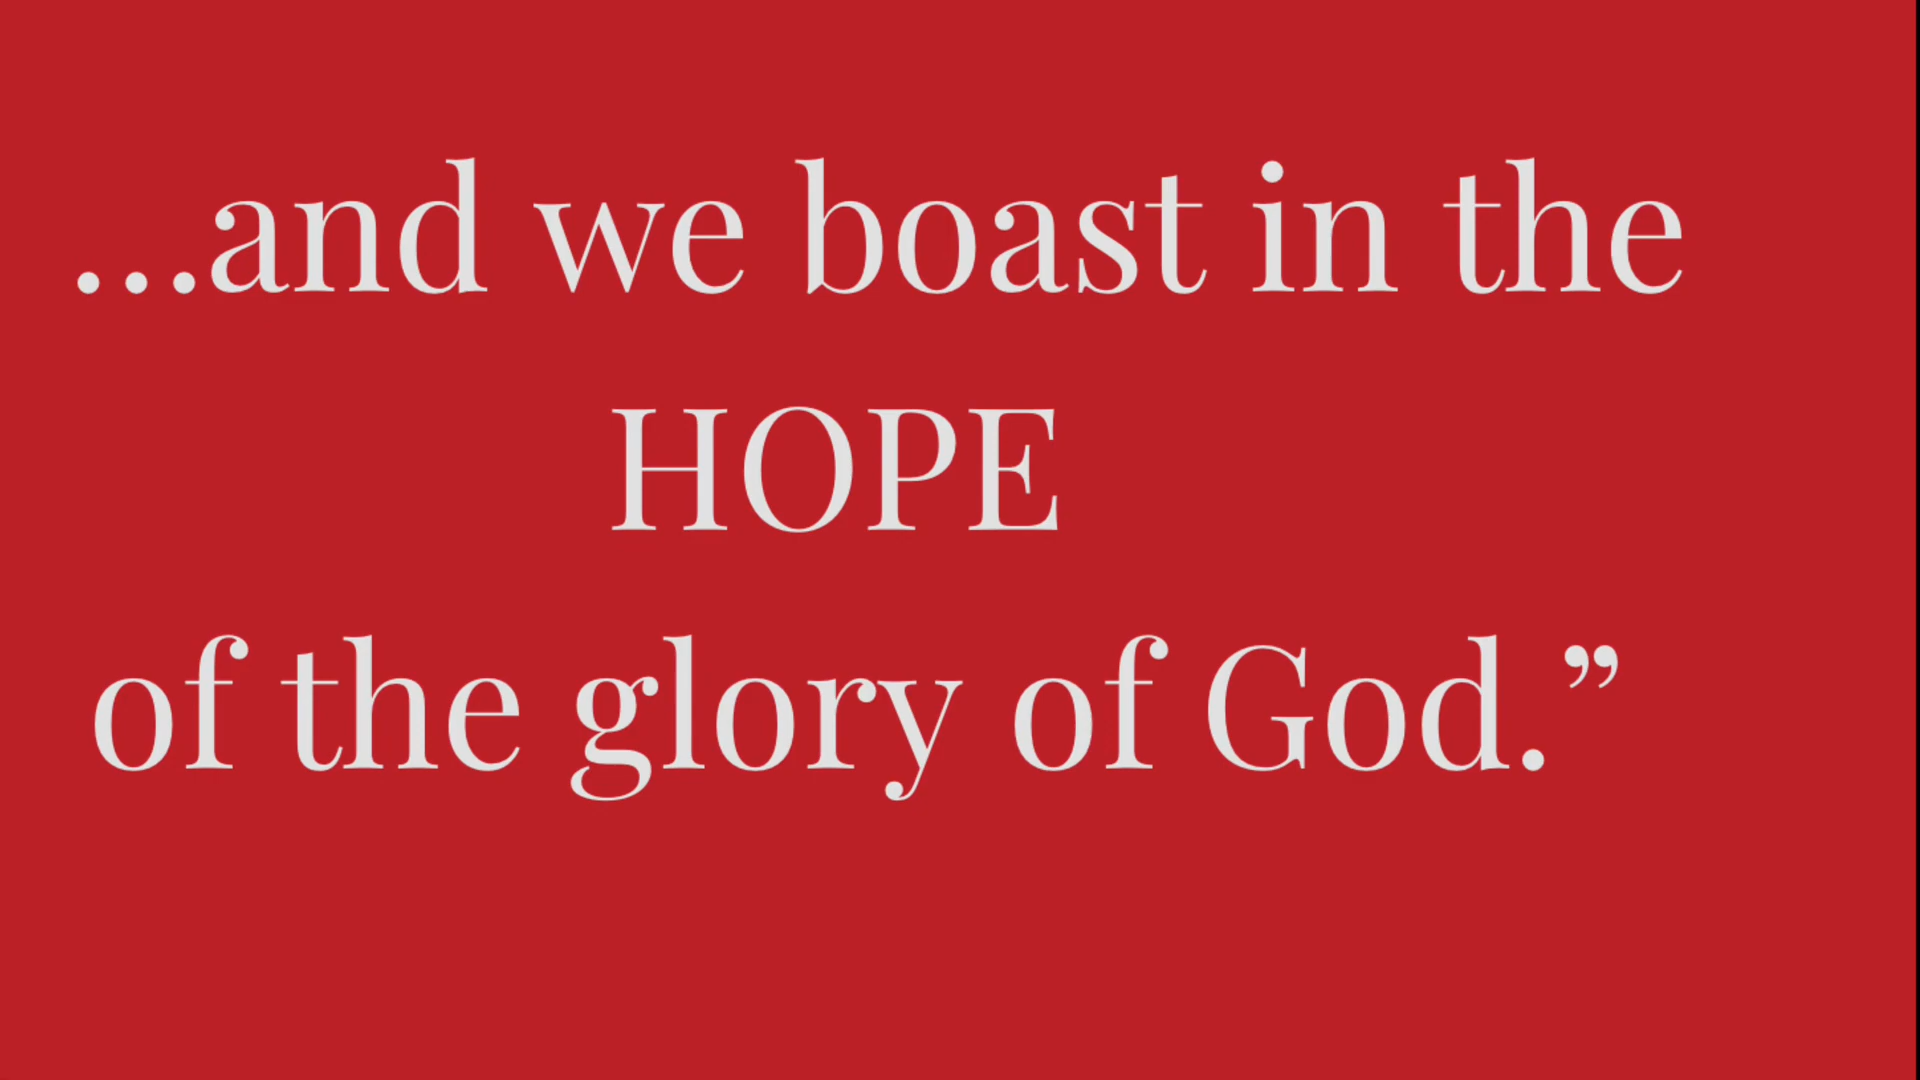 …and we boast in the
HOPE
of the glory of God.”